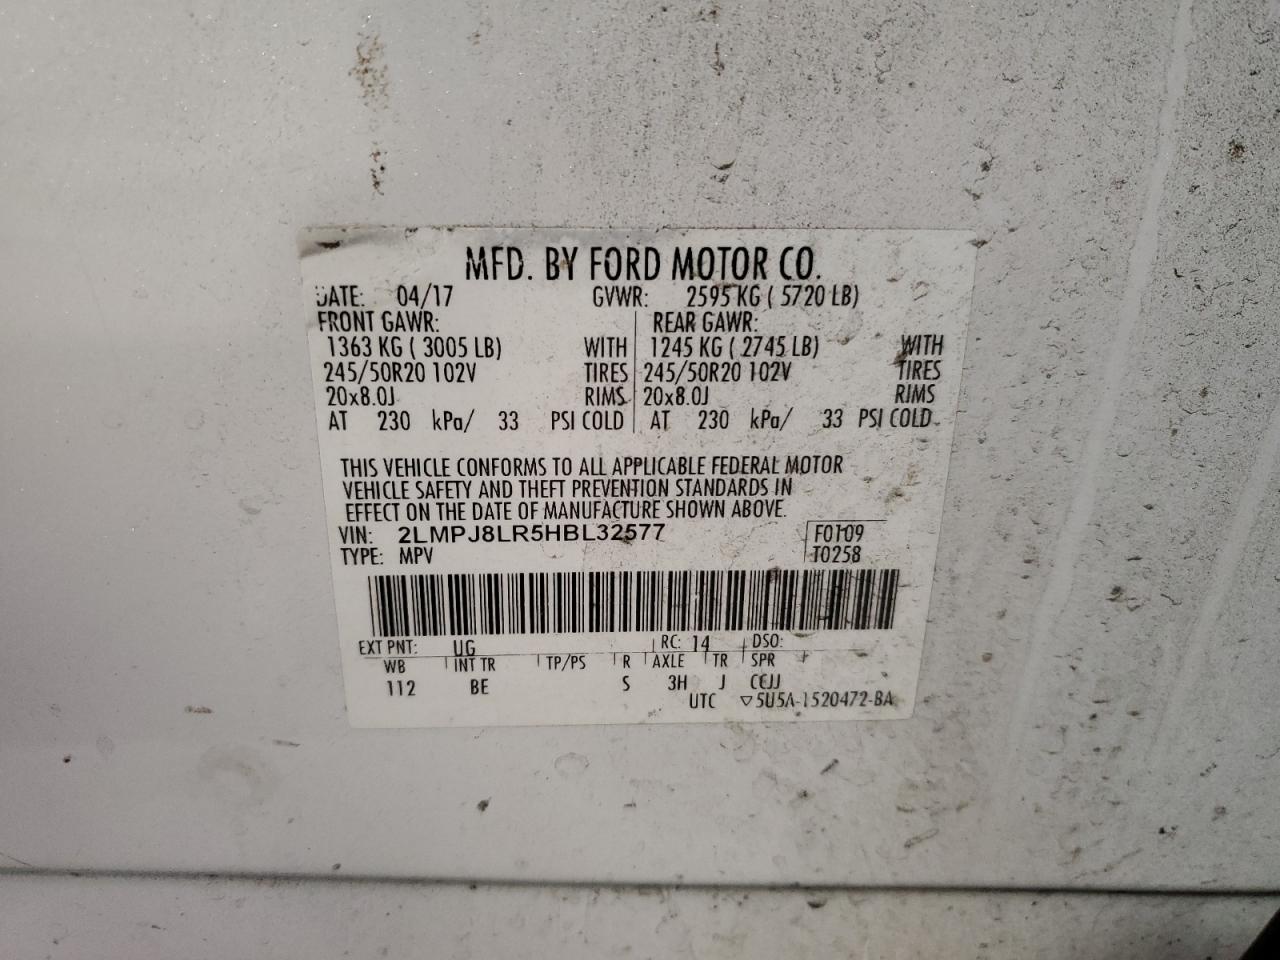 MFD. BY FORD MOTOR CO.
DATE: 04/17 GVWR: 2595 KG ( 5720 LB)
FRONT GAWR: REAR GAWR:
1363 KG ( 3005 LB) WITH 1245 KG ( 2745 LB) WITH
245/50R20 102V TIRES 245/50R20 102V TIRES
20x8.0J RIMS 20x8.0J RIMS
AT 230 kPa/ 33 PSI COLD AT 230 kPa/ 33 PSI COLD
THIS VEHICLE CONFORMS TO ALL APPLICABLE FEDERAL MOTOR
VEHICLE SAFETY AND THEFT PREVENTION STANDARDS IN
EFFECT ON THE DATE OF MANUFACTURE SHOWN ABOVE.
VIN: 2LMPJ8LR5HBL32577 F0109
TYPE: MPV T0258
EXT PNT: UG RC: 14 DSO:
WB INT TR TP/PS R AXLE TR SPR
112 BE S 3H J CCJJ
UTC ▽5U5A-1520472-BA